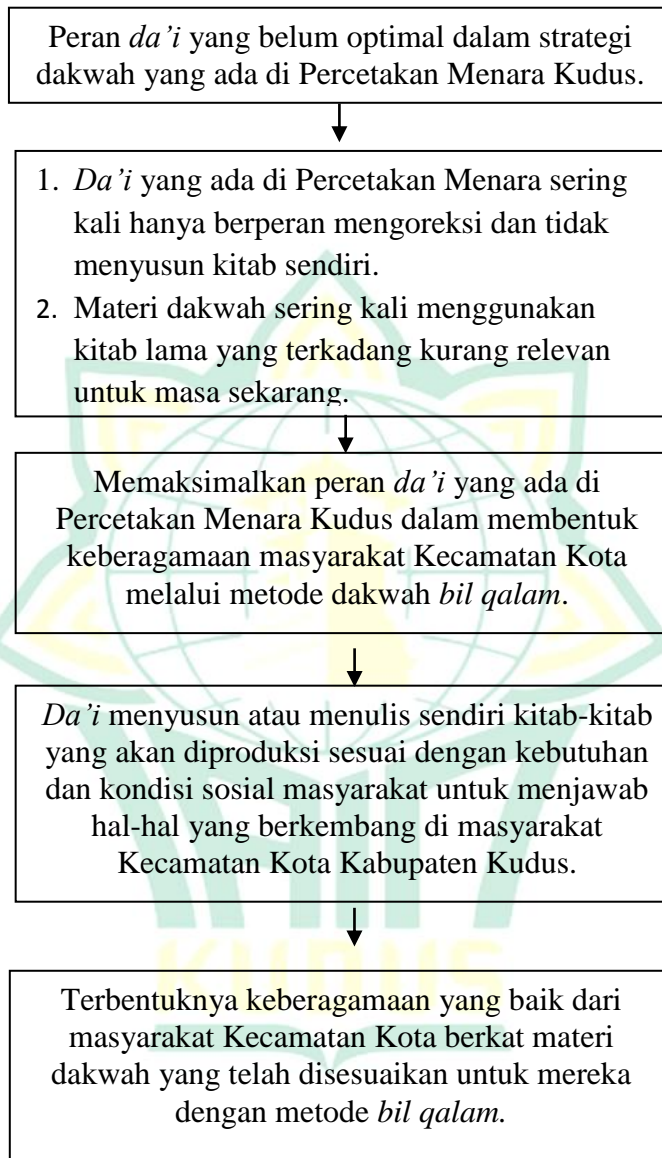 Peran da’i yang belum optimal dalam strategi
dakwah yang ada di Percetakan Menara Kudus.
1. Da’i yang ada di Percetakan Menara sering
kali hanya berperan mengoreksi dan tidak
menyusun kitab sendiri.
2. Materi dakwah sering kali menggunakan
kitab lama yang terkadang kurang relevan
untuk masa sekarang.
Memaksimalkan peran da’i yang ada di
Percetakan Menara Kudus dalam membentuk
keberagamaan masyarakat Kecamatan Kota
melalui metode dakwah bil qalam.
Da’i menyusun atau menulis sendiri kitab-kitab
yang akan diproduksi sesuai dengan kebutuhan
dan kondisi sosial masyarakat untuk menjawab
hal-hal yang berkembang di masyarakat
Kecamatan Kota Kabupaten Kudus.
KUDUS
Terbentuknya keberagamaan yang baik dari
masyarakat Kecamatan Kota berkat materi
dakwah yang telah disesuaikan untuk mereka
dengan metode bil qalam.